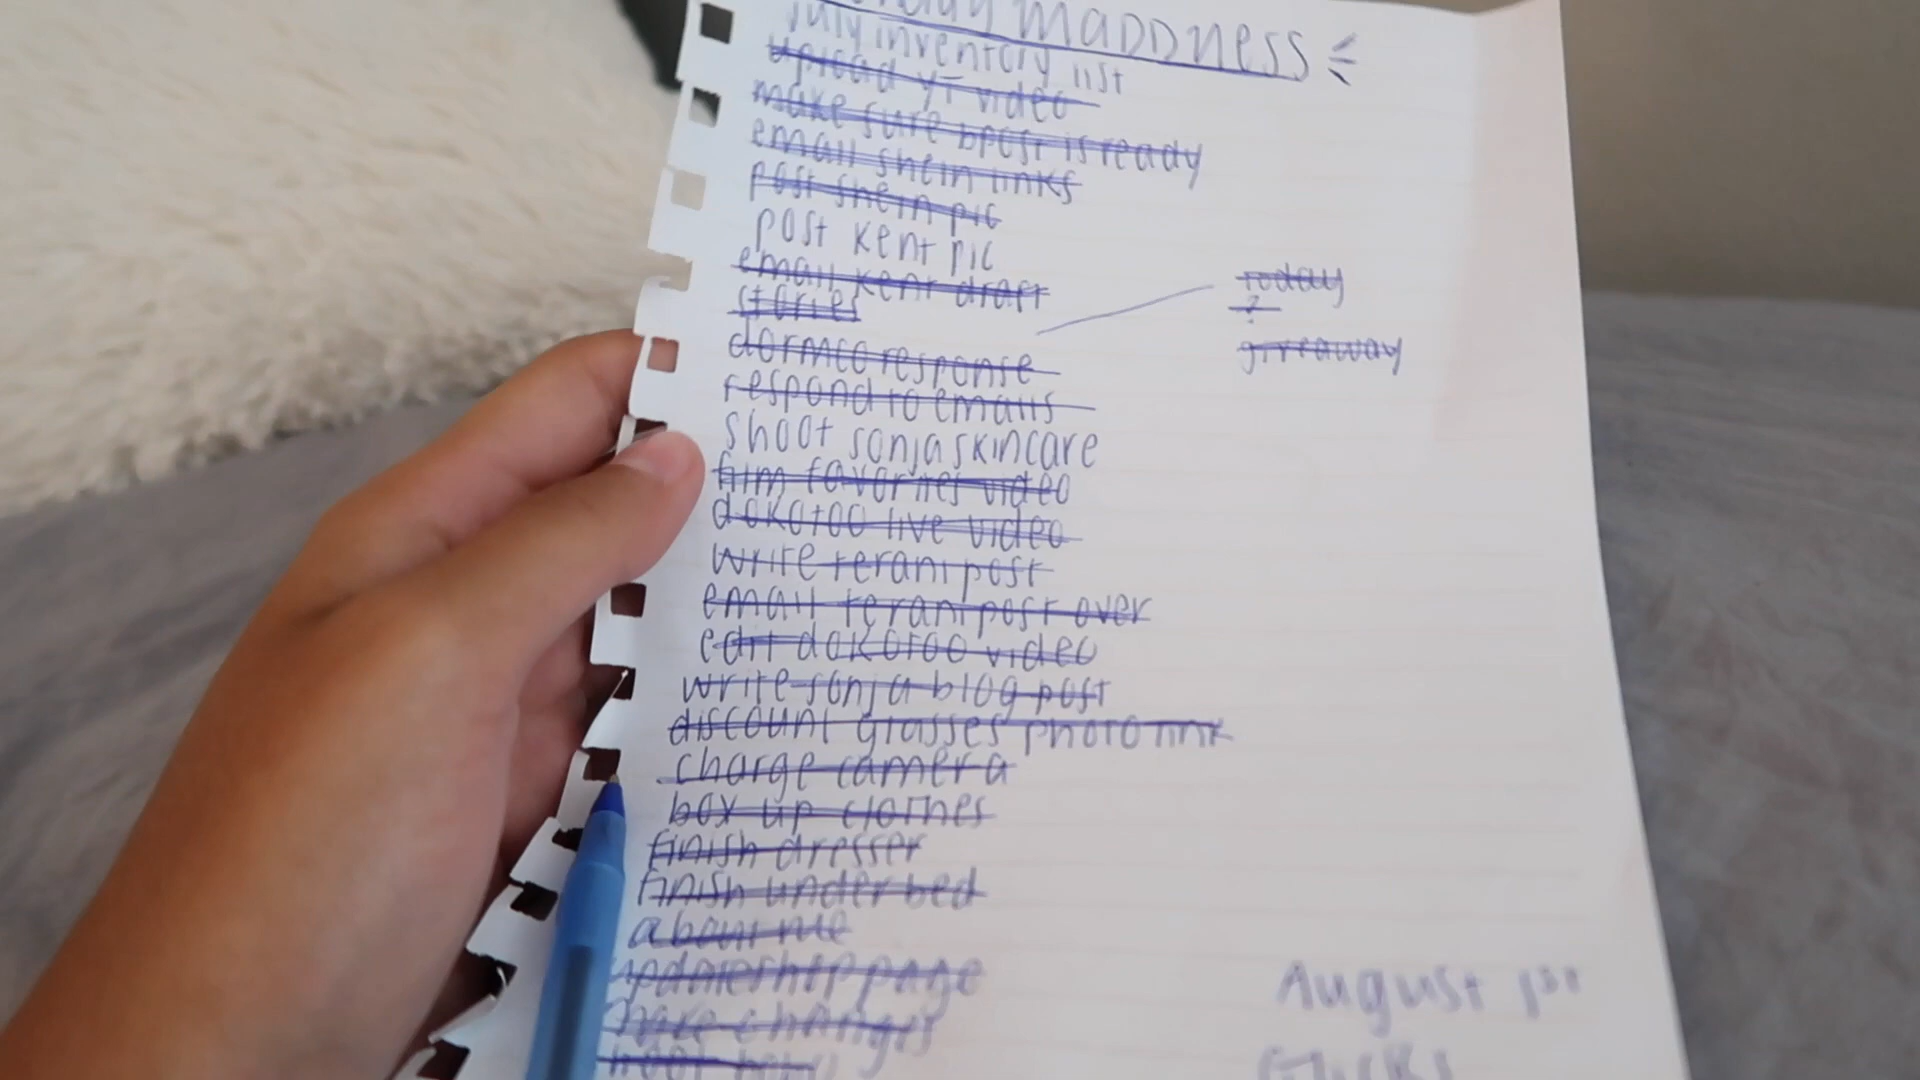 MADDNESS
July inventory list
upload YT video
make sure bpost is ready
email shein links
post shein pic
post kent pic
email kent draft
stories
today
?
giveaway
dormco response
respond to emails
shoot sonja skincare
film favorites video
dokotoo live video
write terani post
email terani post over
edit dokotoo video
write sonja blog post
discount glasses photo link
charge camera
box up clothes
finish dresser
finish under bed
about me
update shop page
make changes
August 1st